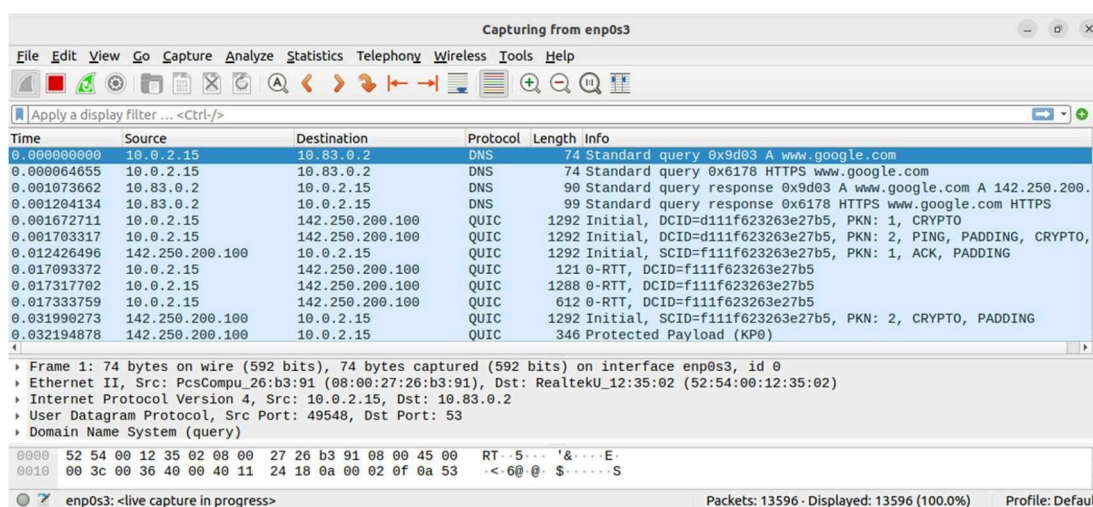 Capturing from enp0s3
File Edit View Go Capture Analyze Statistics Telephony Wireless Tools Help
Apply a display filter ... <Ctrl-/>
Time Source Destination Protocol Length Info
0.000000000 10.0.2.15 10.83.0.2 DNS 74 Standard query 0x9d03 A www.google.com
0.000064655 10.0.2.15 10.83.0.2 DNS 74 Standard query 0x6178 HTTPS www.google.com
0.001073662 10.83.0.2 10.0.2.15 DNS 90 Standard query response 0x9d03 A www.google.com A 142.250.200.
0.001204134 10.83.0.2 10.0.2.15 DNS 99 Standard query response 0x6178 HTTPS www.google.com HTTPS
0.001672711 10.0.2.15 142.250.200.100 QUIC 1292 Initial, DCID=d111f623263e27b5, PKN: 1, CRYPTO
0.001703317 10.0.2.15 142.250.200.100 QUIC 1292 Initial, DCID=d111f623263e27b5, PKN: 2, PING, PADDING, CRYPTO,
0.012426496 142.250.200.100 10.0.2.15 QUIC 1292 Initial, SCID=f111f623263e27b5, PKN: 1, ACK, PADDING
0.017093372 10.0.2.15 142.250.200.100 QUIC 121 0-RTT, DCID=f111f623263e27b5
0.017317702 10.0.2.15 142.250.200.100 QUIC 1288 0-RTT, DCID=f111f623263e27b5
0.017333759 10.0.2.15 142.250.200.100 QUIC 612 0-RTT, DCID=f111f623263e27b5
0.031990273 142.250.200.100 10.0.2.15 QUIC 1292 Initial, SCID=f111f623263e27b5, PKN: 2, CRYPTO, PADDING
0.032194878 142.250.200.100 10.0.2.15 QUIC 346 Protected Payload (KP0)
Frame 1: 74 bytes on wire (592 bits), 74 bytes captured (592 bits) on interface enp0s3, id 0
Ethernet II, Src: PcsCompu_26:b3:91 (08:00:27:26:b3:91), Dst: RealtekU_12:35:02 (52:54:00:12:35:02)
Internet Protocol Version 4, Src: 10.0.2.15, Dst: 10.83.0.2
User Datagram Protocol, Src Port: 49548, Dst Port: 53
Domain Name System (query)
0000 52 54 00 12 35 02 08 00 27 26 b3 91 08 00 45 00 RT··5··· '&····E·
0010 00 3c 00 36 40 00 40 11 24 18 0a 00 02 0f 0a 53 ·<·6@·@· $······S
enp0s3: <live capture in progress> Packets: 13596 · Displayed: 13596 (100.0%) Profile: Defaul